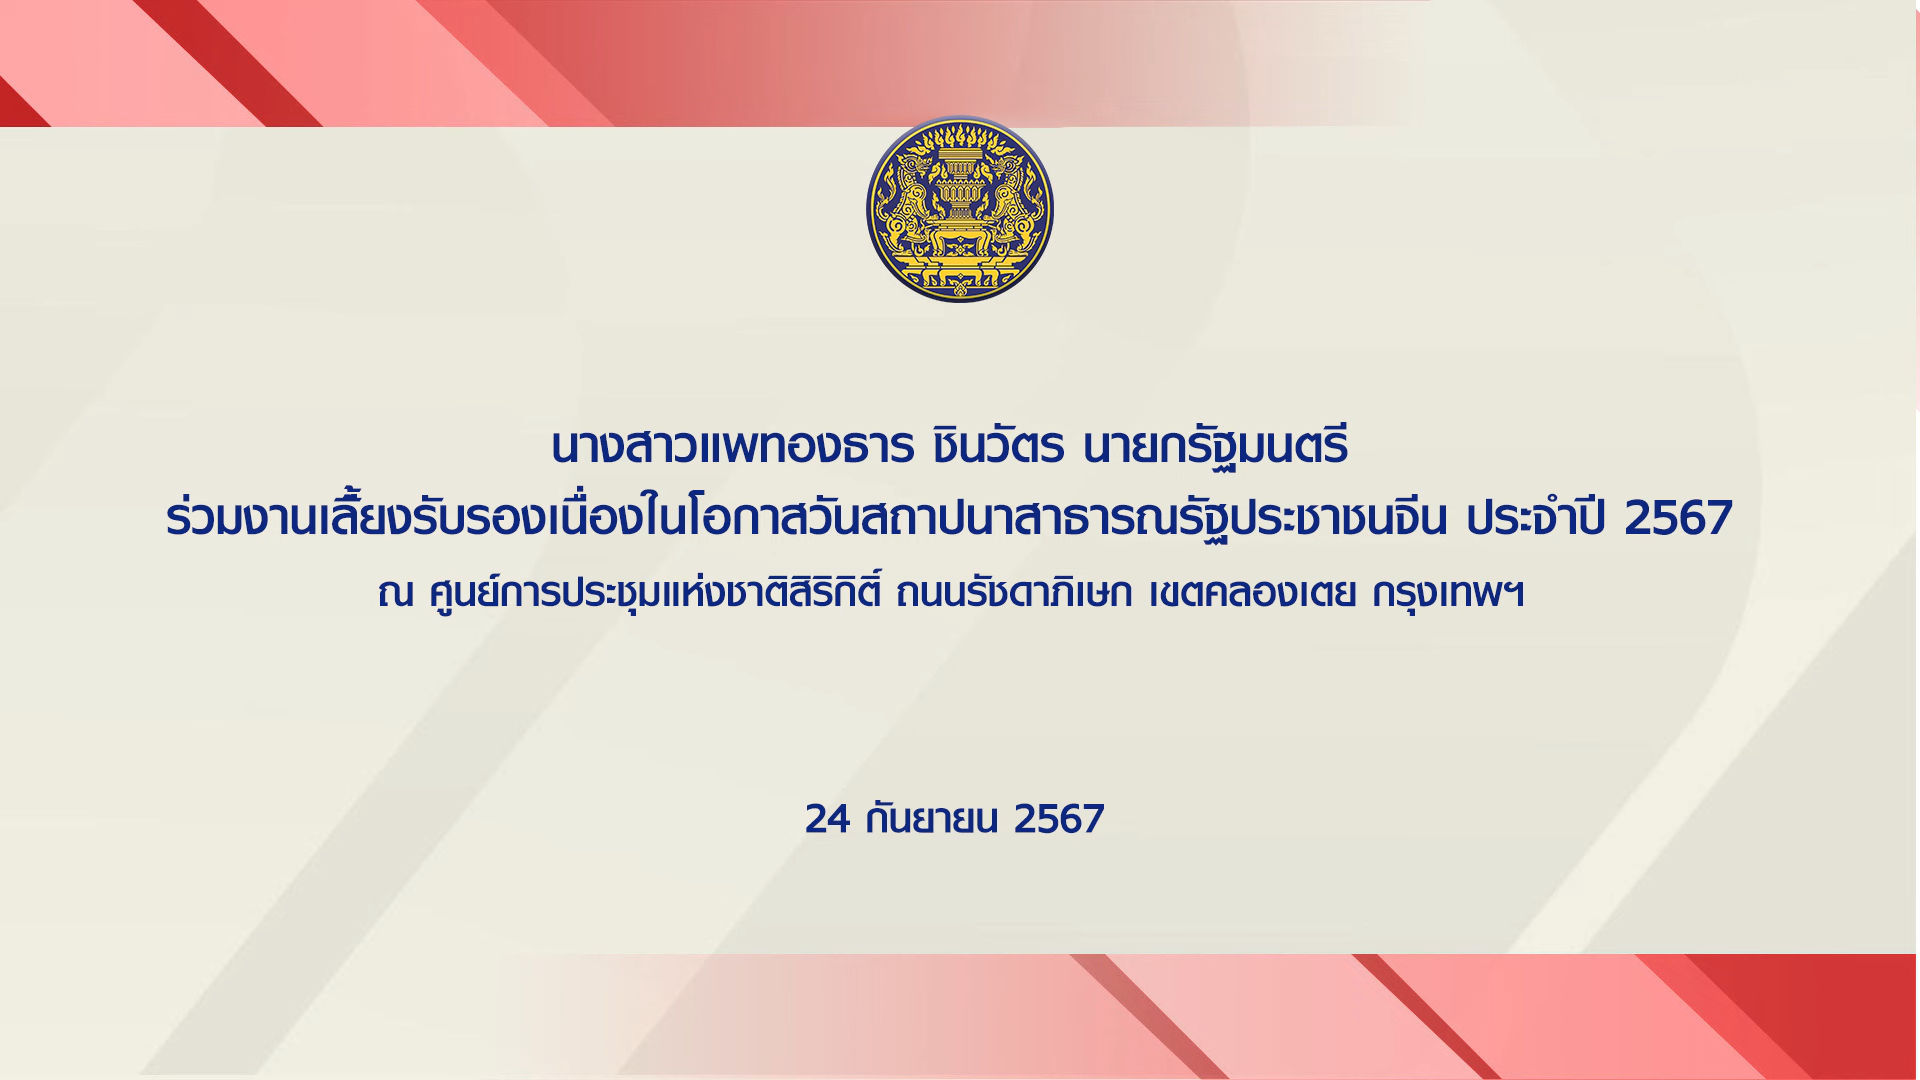 นางสาวแพทองธาร ชินวัตร นายกรัฐมนตรี
ร่วมงานเลี้ยงรับรองเนื่องในโอกาสวันสถาปนาสาธารณรัฐประชาชนจีน ประจำปี 2567
ณ ศูนย์การประชุมแห่งชาติสิริกิติ์ ถนนรัชดาภิเษก เขตคลองเตย กรุงเทพฯ
24 กันยายน 2567